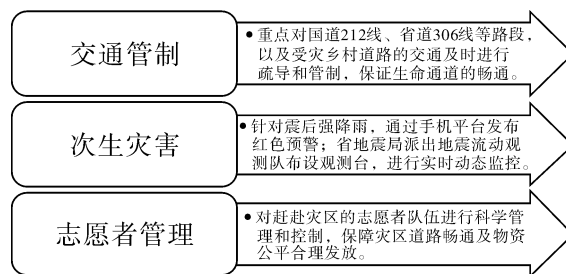 交通管制
•重点对国道212线、省道306线等路段，
以及受灾乡村道路的交通及时进行
疏导和管制，保证生命通道的畅通。
次生灾害
•针对震后强降雨，通过手机平台发布
红色预警；省地震局派出地震流动观
测队布设观测台，进行实时动态监控。
志愿者管理
•对赶赴灾区的志愿者队伍进行科学管
理和控制，保障灾区道路畅通及物资
公平合理发放。